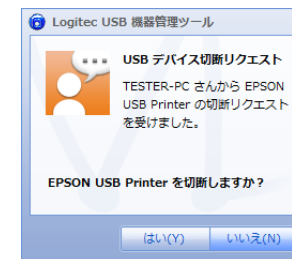 Logitec USB 機器管理ツール
USB デバイス切断リクエスト
TESTER-PC さんから EPSON
USB Printer の切断リクエスト
を受けました。
EPSON USB Printer を切断しますか？
はい(Y)
いいえ(N)